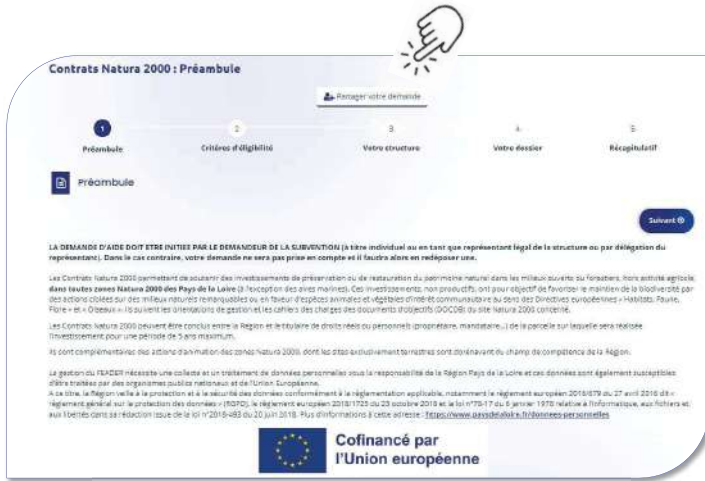 Contrats Natura 2000 : Préambule
Partager votre demande
1
2
3
4
5
Préambule
Critères d'éligibilité
Votre structure
Votre dossier
Récapitulatif
Préambule
Suivant
LA DEMANDE D'AIDE DOIT ETRE INITIEE PAR LE DEMANDEUR DE LA SUBVENTION (à titre individuel ou en tant que représentant légal de la structure ou par délégation du
représentant). Dans le cas contraire, votre demande ne sera pas prise en compte et il faudra alors en redéposer une.
Les Contrats Natura 2000 permettent de soutenir des investissements de préservation ou de restauration du patrimoine naturel dans les milieux ouverts ou forestiers, hors activité agricole,
dans toutes zones Natura 2000 des Pays de la Loire (à l'exception des aires marines). Ces investissements, non productifs, ont pour objectif de favoriser le maintien de la biodiversité par
des actions ciblées sur des milieux naturels remarquables ou en faveur d'espèces animales et végétales d'intérêt communautaire au sens des Directives européennes « Habitats, Faune,
Flore » et « Oiseaux ». Ils suivent les orientations de gestion et les cahiers des charges des documents d'objectifs (DOCOB) du site Natura 2000 concerné.
Les Contrats Natura 2000 peuvent être conclus entre la Région et le titulaire de droits réels ou personnels (propriétaire, mandataire...) de la parcelle sur laquelle sera réalisée
l'investissement pour une période de 5 ans maximum.
Ils sont complémentaires des actions d'animation des zones Natura 2000, dont les sites exclusivement terrestres sont dorénavant du champ de compétence de la Région.
La gestion du FEADER nécessite une collecte et un traitement de données personnelles sous la responsabilité de la Région Pays de la Loire et ces données sont également susceptibles
d'être traitées par des organismes publics nationaux et de l'Union Européenne.
A ce titre, la Région veille à la protection et à la sécurité des données conformément à la règlementation applicable, notamment le règlement européen 2016/679 du 27 avril 2016 dit «
règlement général sur la protection des données » (RGPD), le règlement européen 2018/1725 du 23 octobre 2018 et la loi n°78-17 du 6 janvier 1978 relative à l'informatique, aux fichiers et
aux libertés dans sa rédaction issue de la loi n°2018-493 du 20 juin 2018. Plus d'informations à cette adresse : https://www.paysdelaloire.fr/donnees-personnelles
Cofinancé par
l'Union européenne